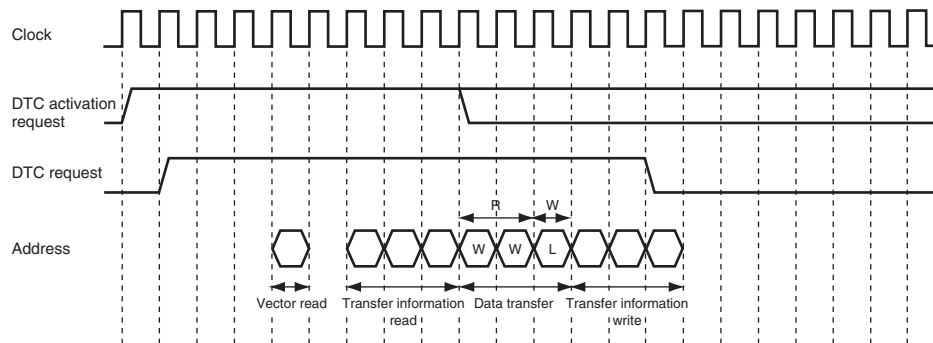 Clock
DTC activation
request
DTC request
R W
Address
W W L
Vector read Transfer information Data transfer Transfer information
read write